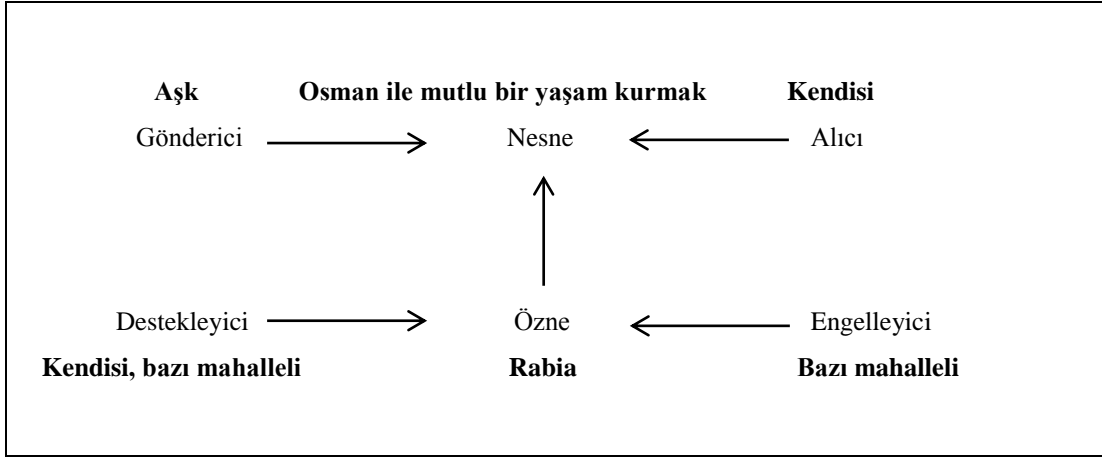 Aşk Osman ile mutlu bir yaşam kurmak Kendisi
Gönderici Nesne Alıcı
Destekleyici Özne Engelleyici
Kendisi, bazı mahalleli Rabia Bazı mahalleli